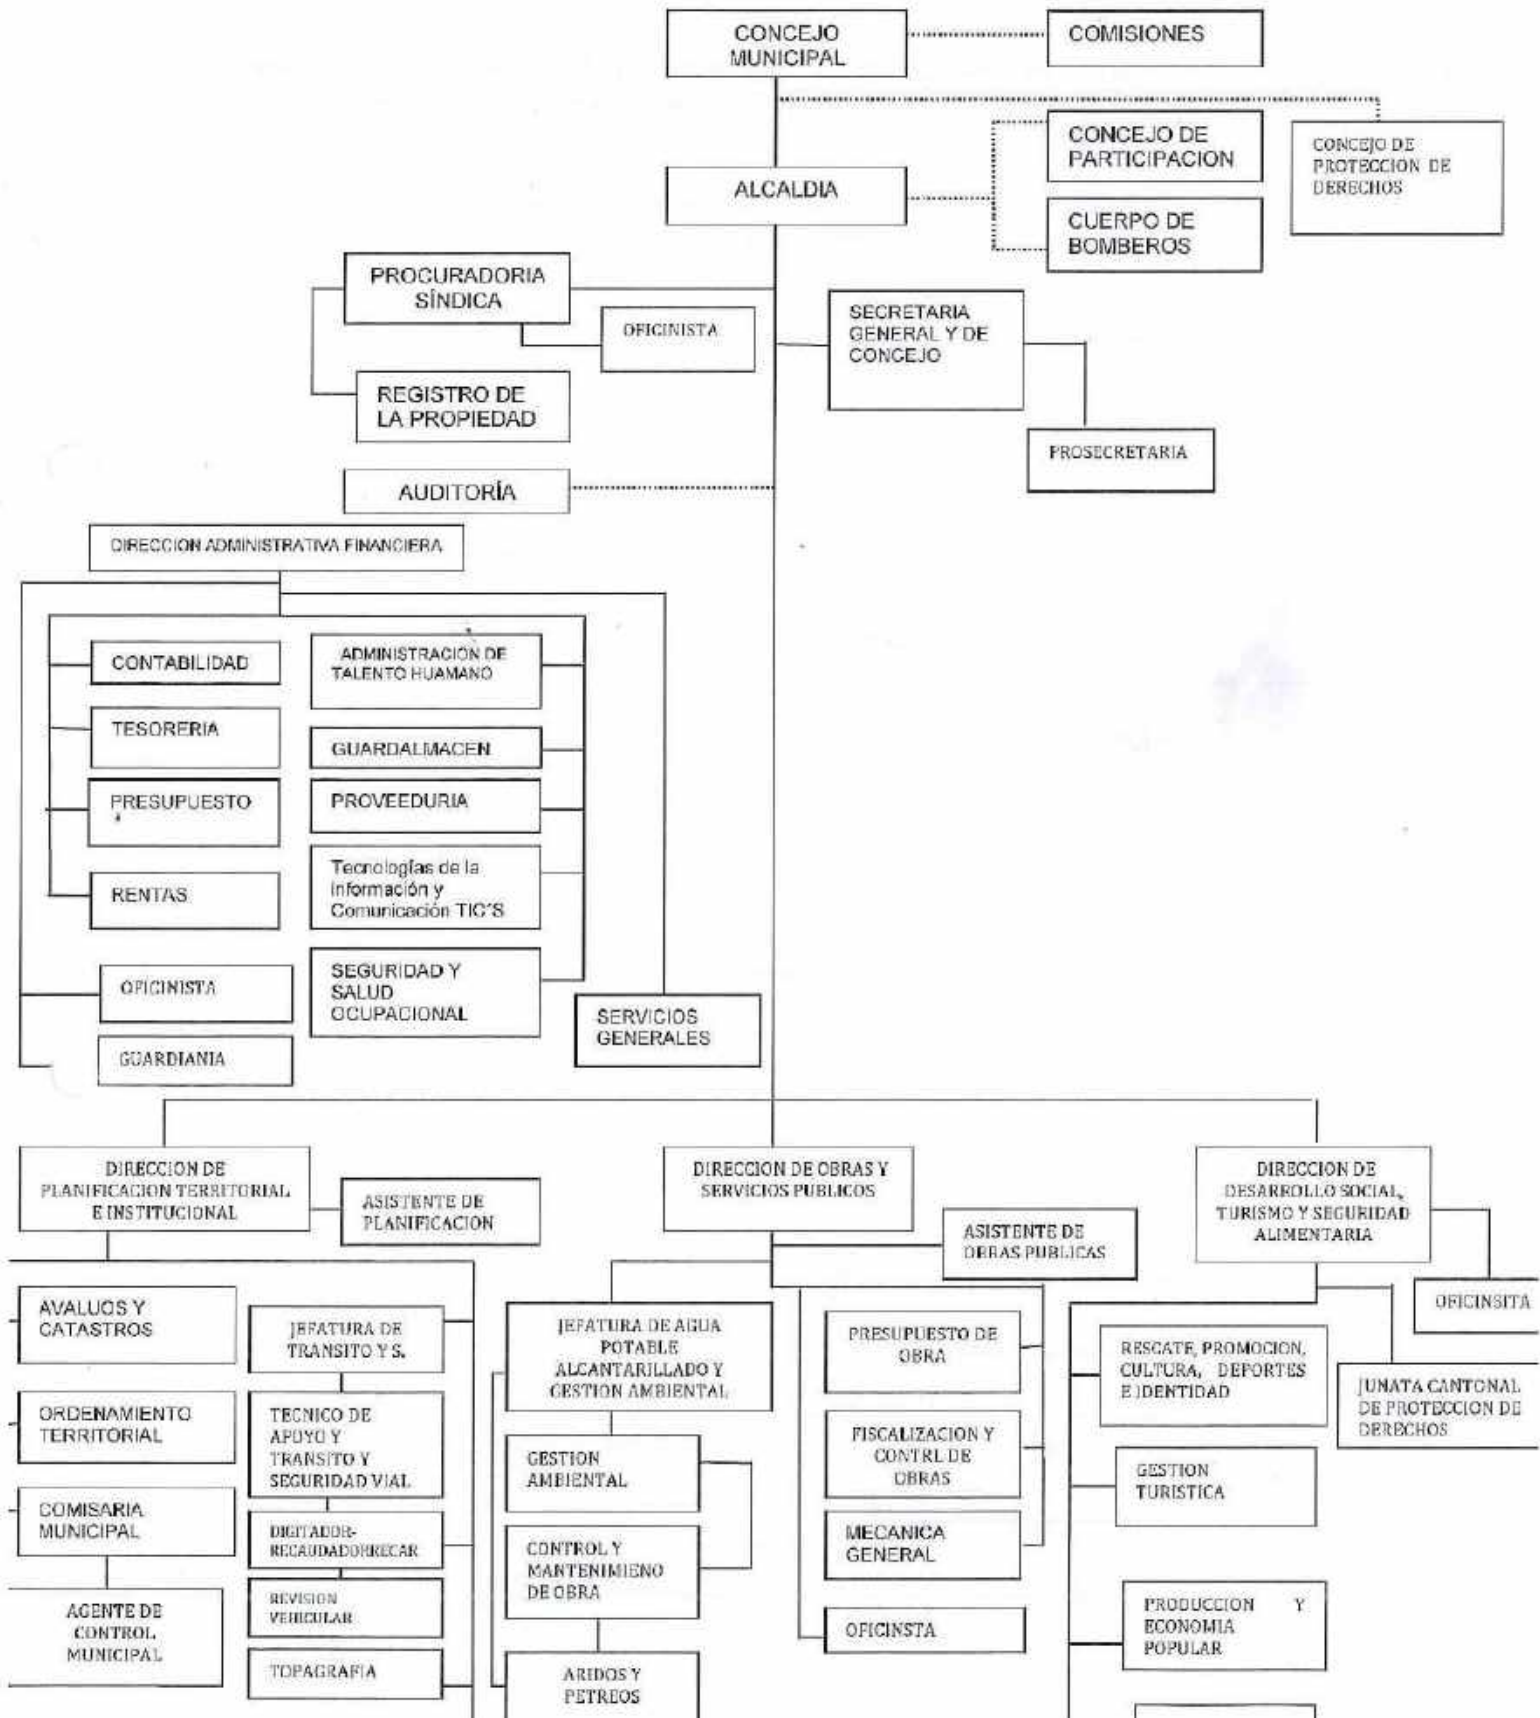 CONCEJO
MUNICIPAL
COMISIONES
CONCEJO DE
PARTICIPACION
CONCEJO DE
PROTECCION DE
DERECHOS
ALCALDIA
CUERPO DE
BOMBEROS
PROCURADORIA
SÍNDICA
OFICINISTA
SECRETARIA
GENERAL Y DE
CONCEJO
REGISTRO DE
LA PROPIEDAD
PROSECRETARIA
AUDITORÍA
DIRECCION ADMINISTRATIVA FINANCIERA
CONTABILIDAD
TESORERIA
PRESUPUESTO
RENTAS
OFICINISTA
GUARDIANIA
ADMINISTRACION DE
TALENTO HUAMANO
GUARDALMACEN
PROVEEDURIA
Tecnologías de la
Información y
Comunicación TIC´S
SEGURIDAD Y
SALUD
OCUPACIONAL
SERVICIOS
GENERALES
DIRECCION DE
PLANIFICACION TERRITORIAL
E INSTITUCIONAL
ASISTENTE DE
PLANIFICACION
AVALUOS Y
CATASTROS
ORDENAMIENTO
TERRITORIAL
COMISARIA
MUNICIPAL
AGENTE DE
CONTROL
MUNICIPAL
JEFATURA DE
TRANSITO Y S.
TECNICO DE
APOYO Y
TRANSITO Y
SEGURIDAD VIAL
DIGITADOR-
RECAUDADORRECAR
REVISION
VEHICULAR
TOPAGRAFIA
DIRECCION DE OBRAS Y
SERVICIOS PUBLICOS
ASISTENTE DE
OBRAS PUBLICAS
JEFATURA DE AGUA
POTABLE
ALCANTARILLADO Y
GESTION AMBIENTAL
GESTION
AMBIENTAL
CONTROL Y
MANTENIMIENO
DE OBRA
ARIDOS Y
PETREOS
PRESUPUESTO DE
OBRA
FISCALIZACION Y
CONTRL DE
OBRAS
MECANICA
GENERAL
OFICINSTA
DIRECCION DE
DESARROLLO SOCIAL,
TURISMO Y SEGURIDAD
ALIMENTARIA
OFICINSITA
RESCATE, PROMOCION,
CULTURA, DEPORTES
E IDENTIDAD
JUNATA CANTONAL
DE PROTECCION DE
DERECHOS
GESTION
TURISTICA
PRODUCCION Y
ECONOMIA
POPULAR